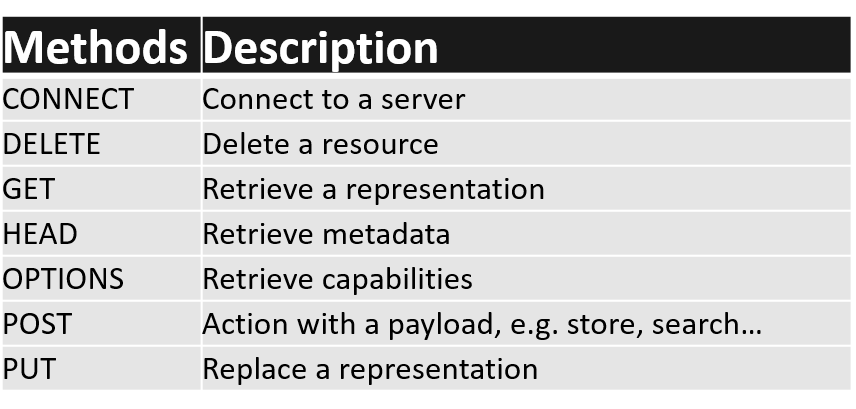 Methods Description
CONNECT Connect to a server
DELETE Delete a resource
GET Retrieve a representation
HEAD Retrieve metadata
OPTIONS Retrieve capabilities
POST Action with a payload, e.g. store, search…
PUT Replace a representation